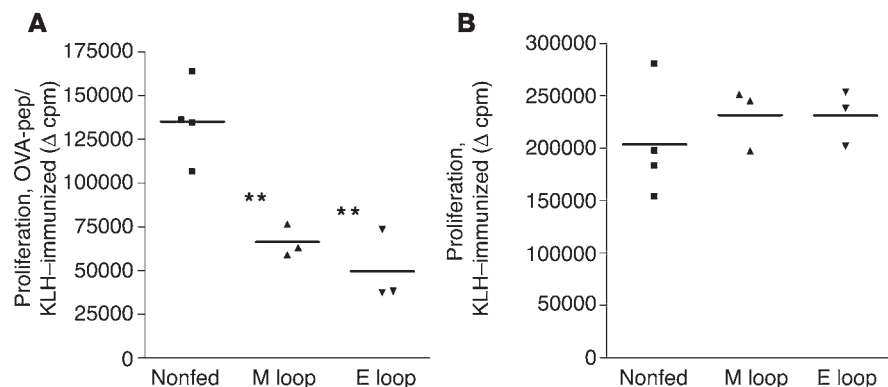 A
Proliferation, OVA-pep/
KLH–immunized (Δ cpm)
175000
150000
125000
100000
75000
50000
25000
0
**
**
Nonfed M loop E loop
B
Proliferation,
KLH–immunized (Δ cpm)
300000
250000
200000
150000
100000
50000
0
Nonfed M loop E loop